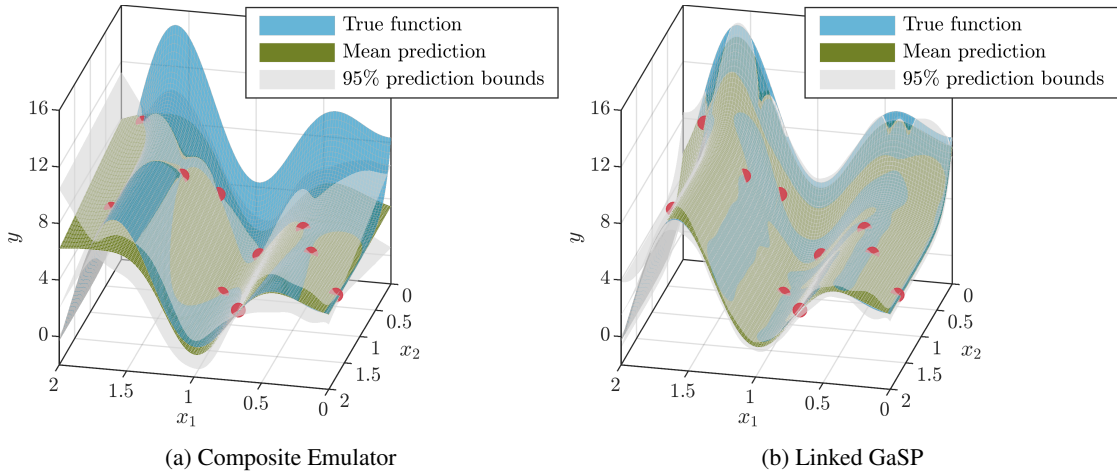 True function
Mean prediction
95% prediction bounds
16
12
8
4
0
y
2
1.5
1
0.5
0
x₁
0
0.5
1
1.5
2
x₂
(a) Composite Emulator
True function
Mean prediction
95% prediction bounds
16
12
8
4
0
y
2
1.5
1
0.5
0
x₁
0
0.5
1
1.5
2
x₂
(b) Linked GaSP